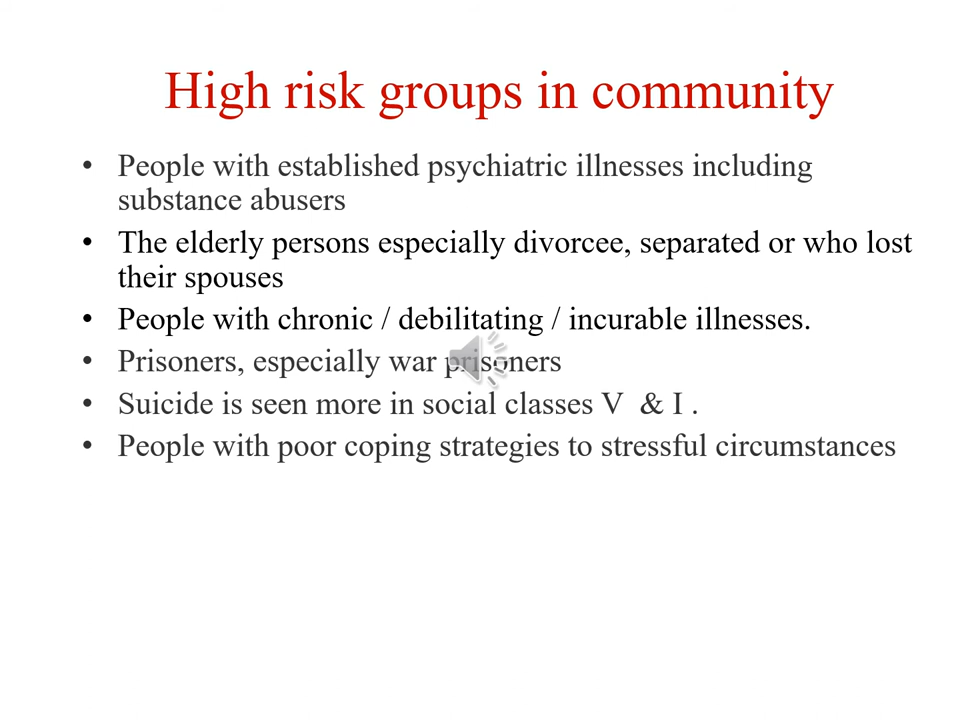 High risk groups in community
• People with established psychiatric illnesses including
substance abusers
• The elderly persons especially divorcee, separated or who lost
their spouses
• People with chronic / debilitating / incurable illnesses.
• Prisoners, especially war prisoners
• Suicide is seen more in social classes V  & I .
• People with poor coping strategies to stressful circumstances